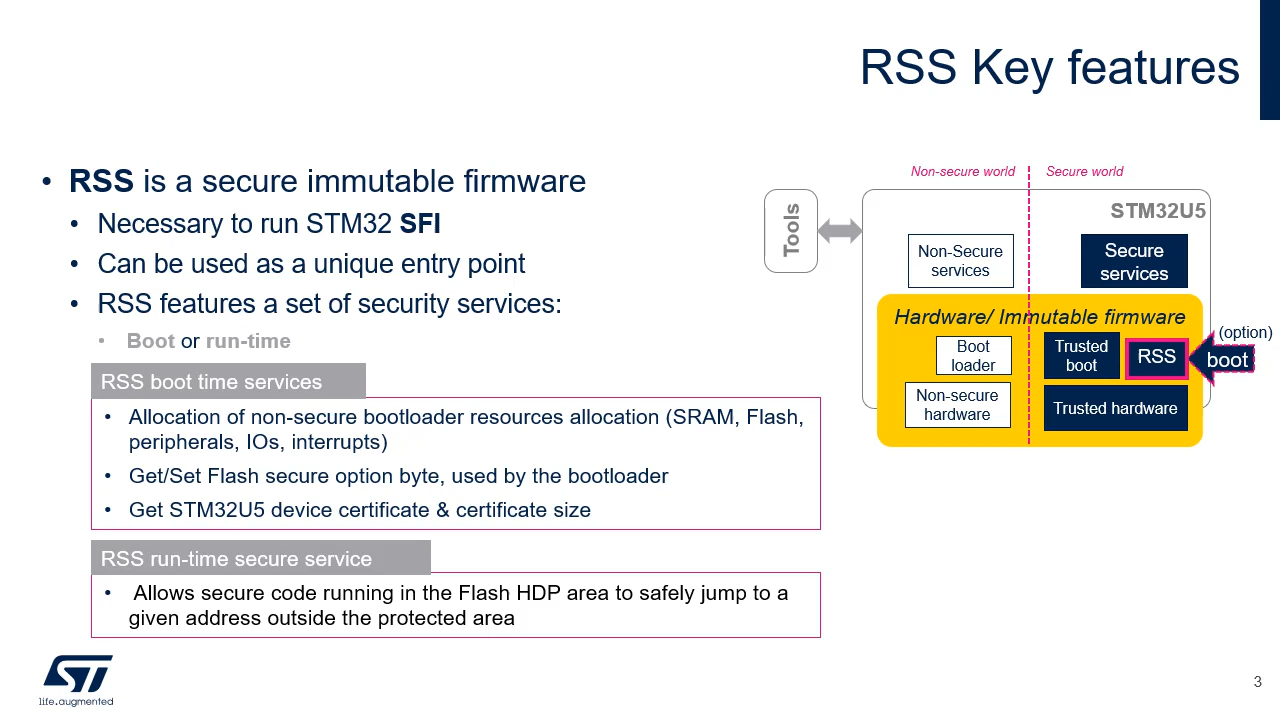 RSS Key features
• RSS is a secure immutable firmware
• Necessary to run STM32 SFI
• Can be used as a unique entry point
• RSS features a set of security services:
• Boot or run-time
RSS boot time services
• Allocation of non-secure bootloader resources allocation (SRAM, Flash,
peripherals, IOs, interrupts)
• Get/Set Flash secure option byte, used by the bootloader
• Get STM32U5 device certificate & certificate size
RSS run-time secure service
• Allows secure code running in the Flash HDP area to safely jump to a
given address outside the protected area
Non-secure world
Secure world
Tools
STM32U5
Non-Secure
services
Secure
services
Hardware/ Immutable firmware
Boot
loader
Trusted
boot
RSS
(option)
boot
Non-secure
hardware
Trusted hardware
ST
life.augmented
3